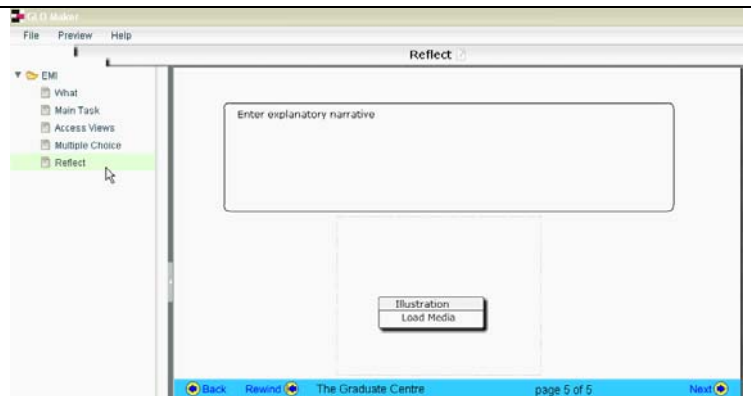 GLO Maker
File Preview Help
Reflect
EMI
What
Main Task
Access Views
Multiple Choice
Reflect
Enter explanatory narrative
Illustration
Load Media
Back Rewind The Graduate Centre page 5 of 5 Next